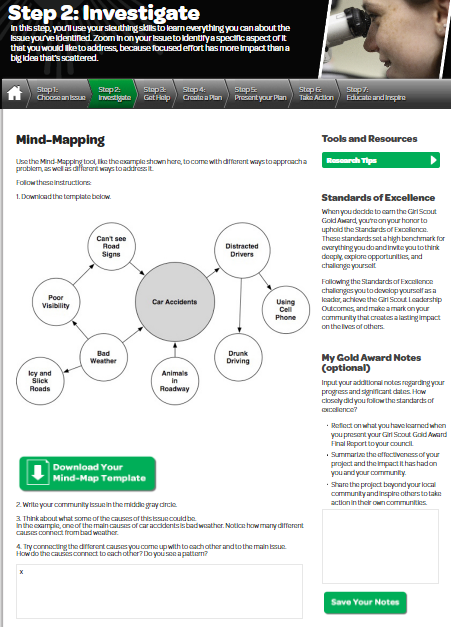 Step 2: Investigate
In this step, you'll use your sleuthing skills to learn everything you can about the
issue you've identified. Zoom in on your issue to identify a specific aspect of it
that you would like to address, because focused effort has more impact than a
big idea that's scattered.
Step 1:
Choose an Issue
Step 2:
Investigate
Step 3:
Get Help
Step 4:
Create a Plan
Step 5:
Present your Plan
Step 6:
Take Action
Step 7:
Educate and Inspire
Mind-Mapping
Use the Mind-Mapping tool, like the example shown here, to come with different ways to approach a
problem, as well as different ways to address it.
Follow these instructions:
1. Download the template below.
Can't see
Road
Signs
Distracted
Drivers
Poor
Visibility
Car Accidents
Using
Cell
Phone
Bad
Weather
Drunk
Driving
Icy and
Slick
Roads
Animals
in
Roadway
Download Your
Mind-Map Template
2. Write your community issue in the middle gray circle.
3. Think about what some of the causes of this issue could be.
In the example, one of the main causes of car accidents is bad weather. Notice how many different
causes connect from bad weather.
4. Try connecting the different causes you come up with to each other and to the main issue.
How do the causes connect to each other? Do you see a pattern?
x
Tools and Resources
Research Tips
Standards of Excellence
When you decide to earn the Girl Scout
Gold Award, you're on your honor to
uphold the Standards of Excellence.
These standards set a high benchmark for
everything you do and invite you to think
deeply, explore opportunities, and
challenge yourself.
Following the Standards of Excellence
challenges you to develop yourself as a
leader, achieve the Girl Scout Leadership
Outcomes, and make a mark on your
community that creates a lasting impact
on the lives of others.
My Gold Award Notes
(optional)
Input your additional notes regarding your
progress and significant dates. How
closely did you follow the standards of
excellence?
· Reflect on what you have learned when
you present your Girl Scout Gold Award
Final Report to your council.
· Summarize the effectiveness of your
project and the impact it has had on
you and your community.
· Share the project beyond your local
community and inspire others to take
action in their own communities.
Save Your Notes